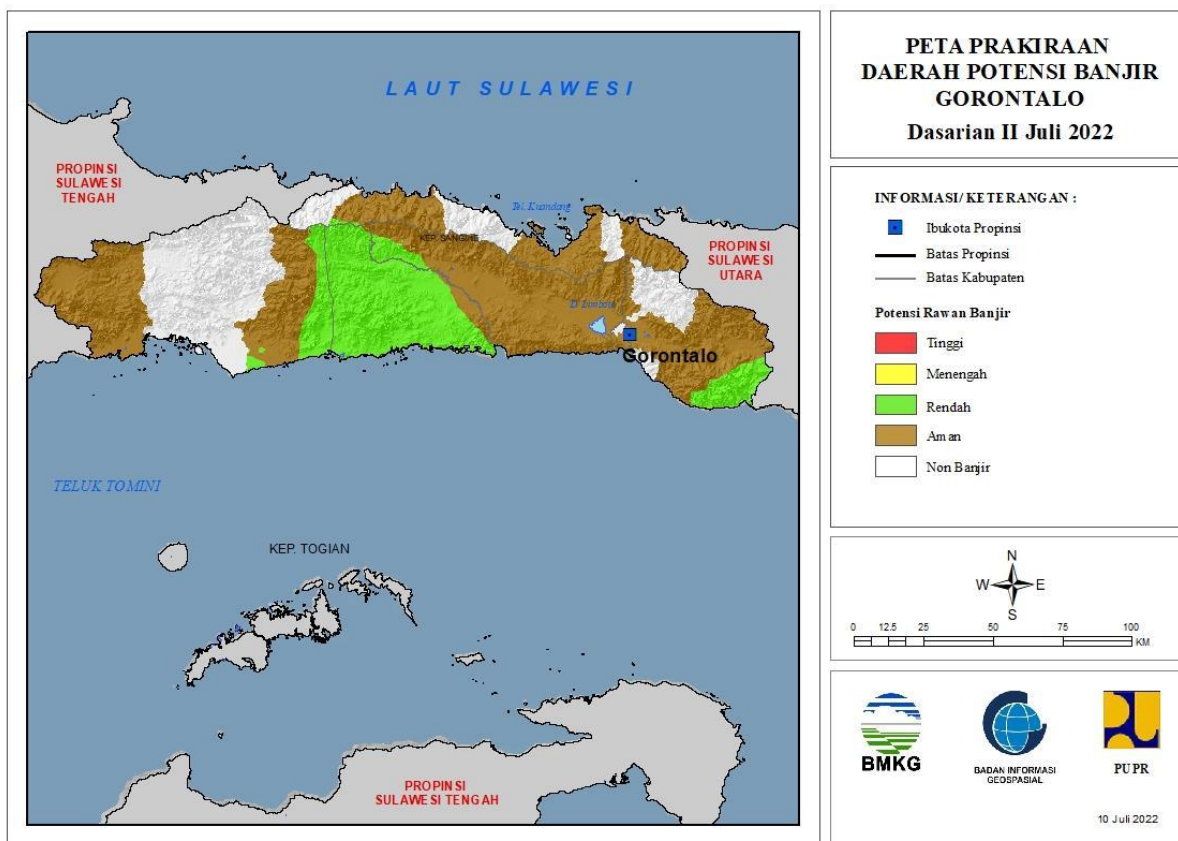 LAUT SULAWESI
PROPINSI
SULAWESI
TENGAH
Tel. Kuandang
KEP. SANGIHE
PROPINSI
SULAWESI
UTARA
Gorontalo
TELUK TOMINI
KEP. TOGIAN
PROPINSI
SULAWESI TENGAH
PETA PRAKIRAAN
DAERAH POTENSI BANJIR
GORONTALO
Dasarian II Juli 2022
INFORMASI/KETERANGAN :
Ibukota Propinsi
Batas Propinsi
Batas Kabupaten
Potensi Rawan Banjir
Tinggi
Menengah
Rendah
Aman
Non Banjir
N
W E
S
0 12.5 25 50 75 100
KM
BMKG
BADAN INFORMASI
GEOSPASIAL
PUPR
10 Juli 2022